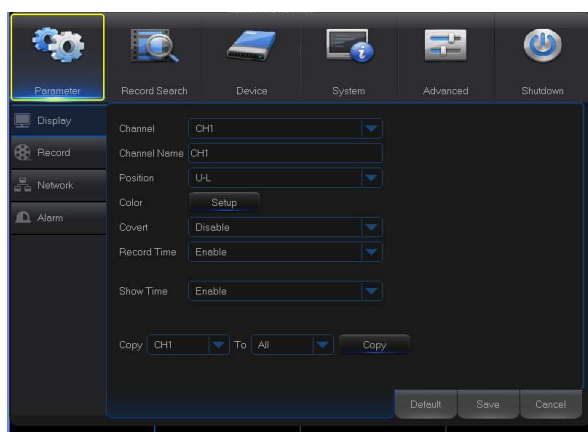 Parameter Record Search Device System Advanced Shutdown
Display
Record
Network
Alarm
Channel CH1
Channel Name CH1
Position U-L
Color Setup
Covert Disable
Record Time Enable
Show Time Enable
Copy CH1 To All Copy
Default Save Cancel